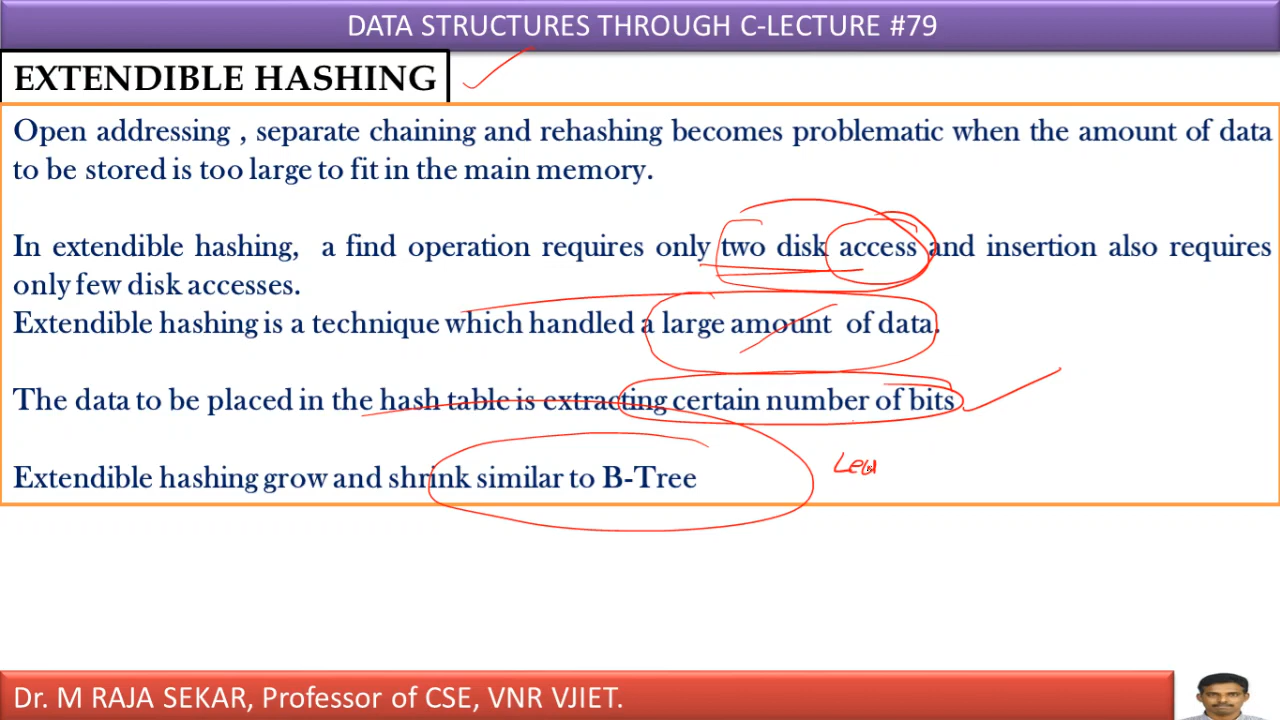 DATA STRUCTURES THROUGH C-LECTURE #79
EXTENDIBLE HASHING
Open addressing , separate chaining and rehashing becomes problematic when the amount of data
to be stored is too large to fit in the main memory.
In extendible hashing, a find operation requires only two disk access and insertion also requires
only few disk accesses.
Extendible hashing is a technique which handled a large amount of data.
The data to be placed in the hash table is extracting certain number of bits
Extendible hashing grow and shrink similar to B-Tree
Dr. M RAJA SEKAR, Professor of CSE, VNR VJIET.